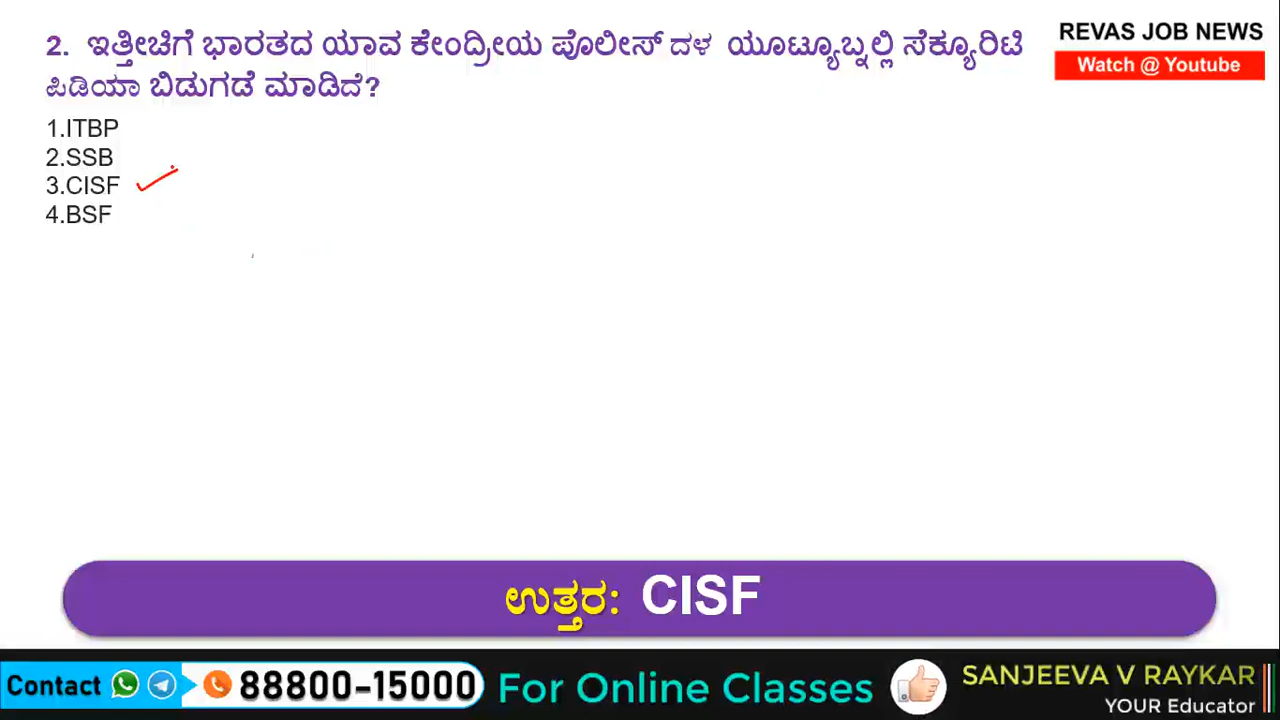 2. ಇತ್ತೀಚಿಗೆ ಭಾರತದ ಯಾವ ಕೇಂದ್ರೀಯ ಪೊಲೀಸ್ ದಳ ಯೂಟ್ಯೂಬ್ನಲ್ಲಿ ಸೆಕ್ಯೂರಿಟಿ
ಪಿಡಿಯಾ ಬಿಡುಗಡೆ ಮಾಡಿದೆ?
REVAS JOB NEWS
Watch @ Youtube
1.ITBP
2.SSB
3.CISF
4.BSF
ಉತ್ತರ: CISF
Contact 88800-15000 For Online Classes
SANJEEVA V RAYKAR
YOUR Educator